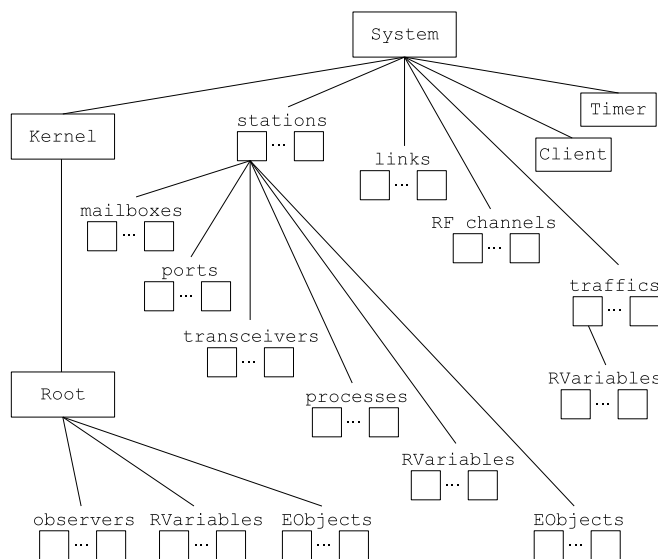 System
Timer
Kernel
stations
...
Client
links
...
mailboxes
...
RF channels
...
ports
...
traffics
...
transceivers
...
RVariables
...
Root
processes
...
RVariables
...
observers
...
RVariables
...
EObjects
...
EObjects
...